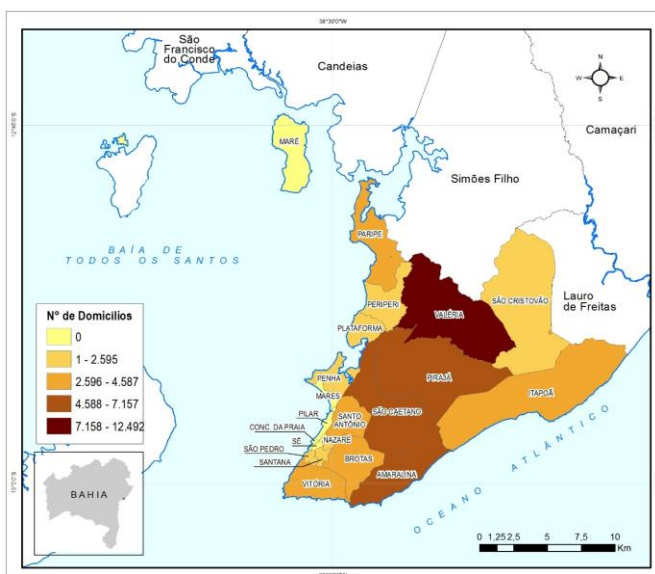 38°30'0"W
São
Francisco
do Conde
Candeias
N
W
E
S
Camaçari
MARÉ
Simões Filho
PARIPE
BAÍA DE
TODOS OS SANTOS
PERIPERI
VALÉRIA
SÃO CRISTOVÃO
Lauro
de Freitas
PLATAFORMA
Nº de Domicílios
0
1 - 2.595
2.596 - 4.587
4.588 - 7.157
7.158 - 12.492
PENHA
PIRAJÁ
ITAPOÃ
MARES
PILAR
SANTO
ANTÔNIO
SÃO CAETANO
CONC. DA PRAIA
SÉ
NAZARÉ
SÃO PEDRO
SANTANA
BROTAS
VITÓRIA
AMARALINA
OCEANO ATLÂNTICO
BAHIA
0 1,25 2,5 5 7,5 10
Km